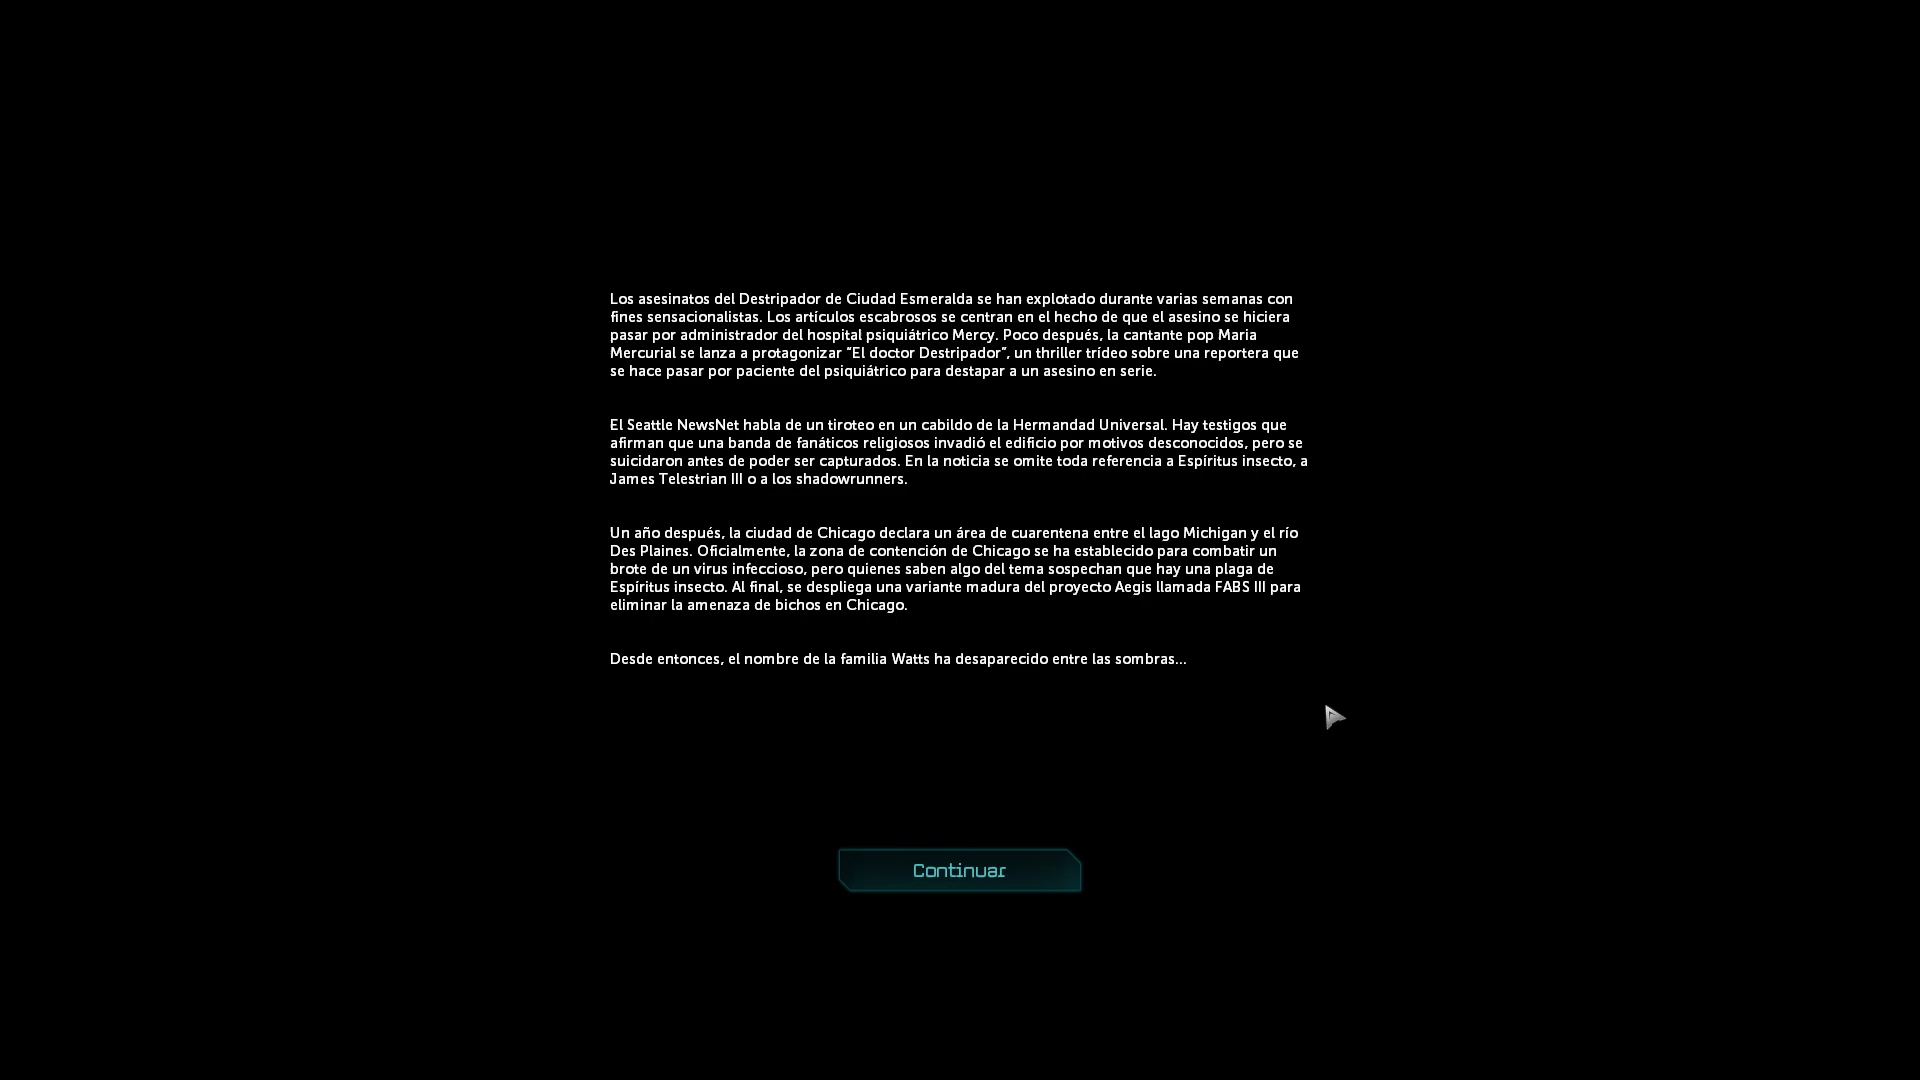 Los asesinatos del Destripador de Ciudad Esmeralda se han explotado durante varias semanas con
fines sensacionalistas. Los artículos escabrosos se centran en el hecho de que el asesino se hiciera
pasar por administrador del hospital psiquiátrico Mercy. Poco después, la cantante pop Maria
Mercurial se lanza a protagonizar “El doctor Destripador”, un thriller trídeo sobre una reportera que
se hace pasar por paciente del psiquiátrico para destapar a un asesino en serie.
El Seattle NewsNet habla de un tiroteo en un cabildo de la Hermandad Universal. Hay testigos que
afirman que una banda de fanáticos religiosos invadió el edificio por motivos desconocidos, pero se
suicidaron antes de poder ser capturados. En la noticia se omite toda referencia a Espíritus insecto, a
James Telestrian III o a los shadowrunners.
Un año después, la ciudad de Chicago declara un área de cuarentena entre el lago Michigan y el río
Des Plaines. Oficialmente, la zona de contención de Chicago se ha establecido para combatir un
brote de un virus infeccioso, pero quienes saben algo del tema sospechan que hay una plaga de
Espíritus insecto. Al final, se despliega una variante madura del proyecto Aegis llamada FABS III para
eliminar la amenaza de bichos en Chicago.
Desde entonces, el nombre de la familia Watts ha desaparecido entre las sombras...
Continuar